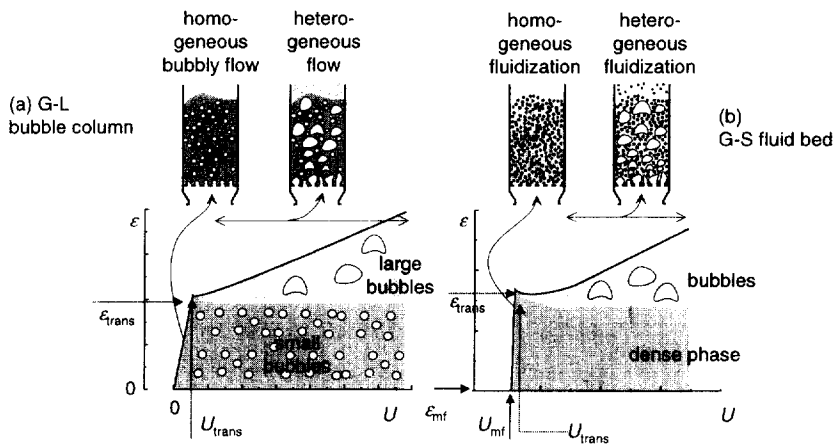 homo-
geneous
bubbly flow
hetero-
geneous
flow
(a) G-L
bubble column
ε
large
bubbles
ε_trans
small
bubbles
0
0
U_trans
U
homo-
geneous
fluidization
hetero-
geneous
fluidization
(b)
G-S fluid bed
ε
bubbles
ε_trans
dense phase
ε_mf
U_mf
U_trans
U